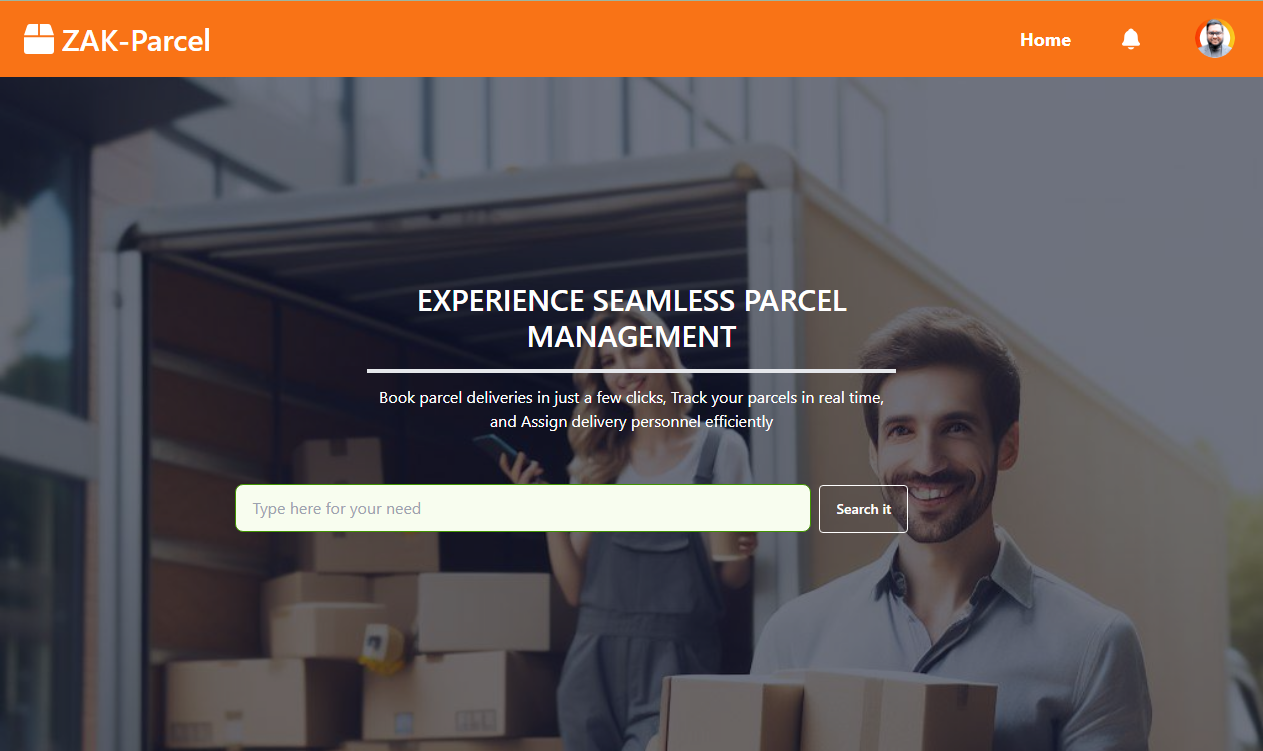 ZAK-Parcel
Home
EXPERIENCE SEAMLESS PARCEL
MANAGEMENT
Book parcel deliveries in just a few clicks, Track your parcels in real time,
and Assign delivery personnel efficiently
Type here for your need
Search it